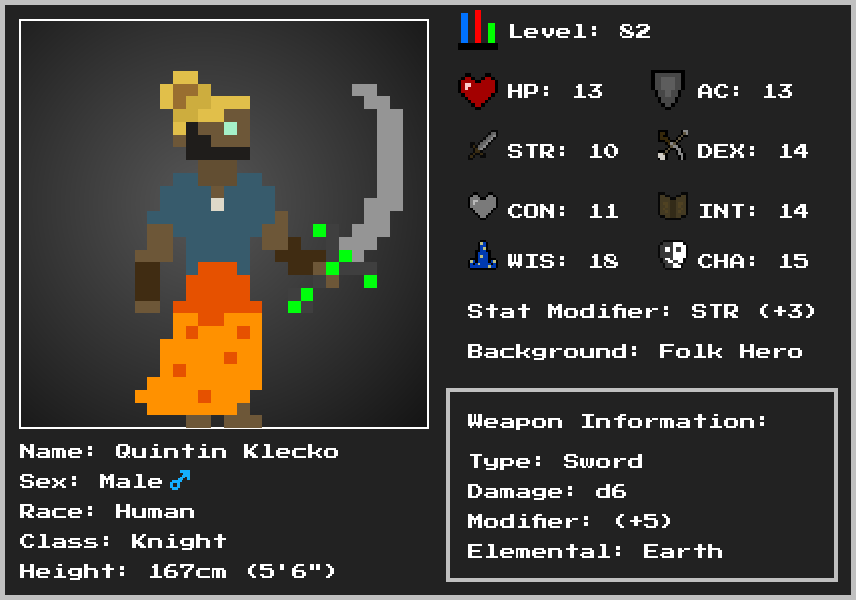 Level: 82
HP: 13
AC: 13
STR: 10
DEX: 14
CON: 11
INT: 14
WIS: 18
CHA: 15
Stat Modifier: STR (+3)
Background: Folk Hero
Weapon Information:
Type: Sword
Damage: d6
Modifier: (+5)
Elemental: Earth
Name: Quintin Klecko
Sex: Male ♂
Race: Human
Class: Knight
Height: 167cm (5'6")